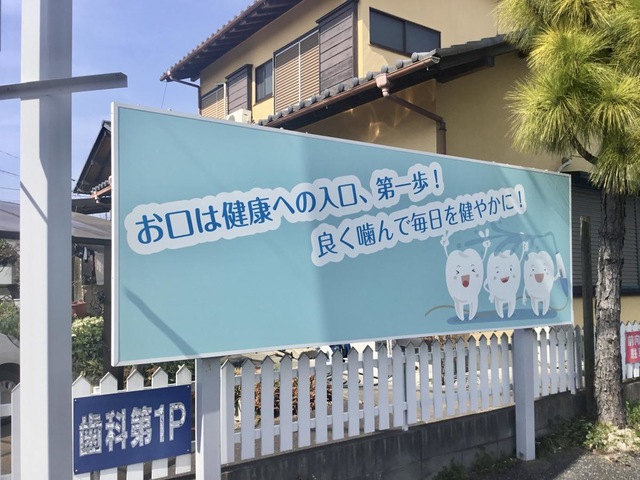 お口は健康への入口、第一歩！
良く噛んで毎日を健やかに！
歯科第1P